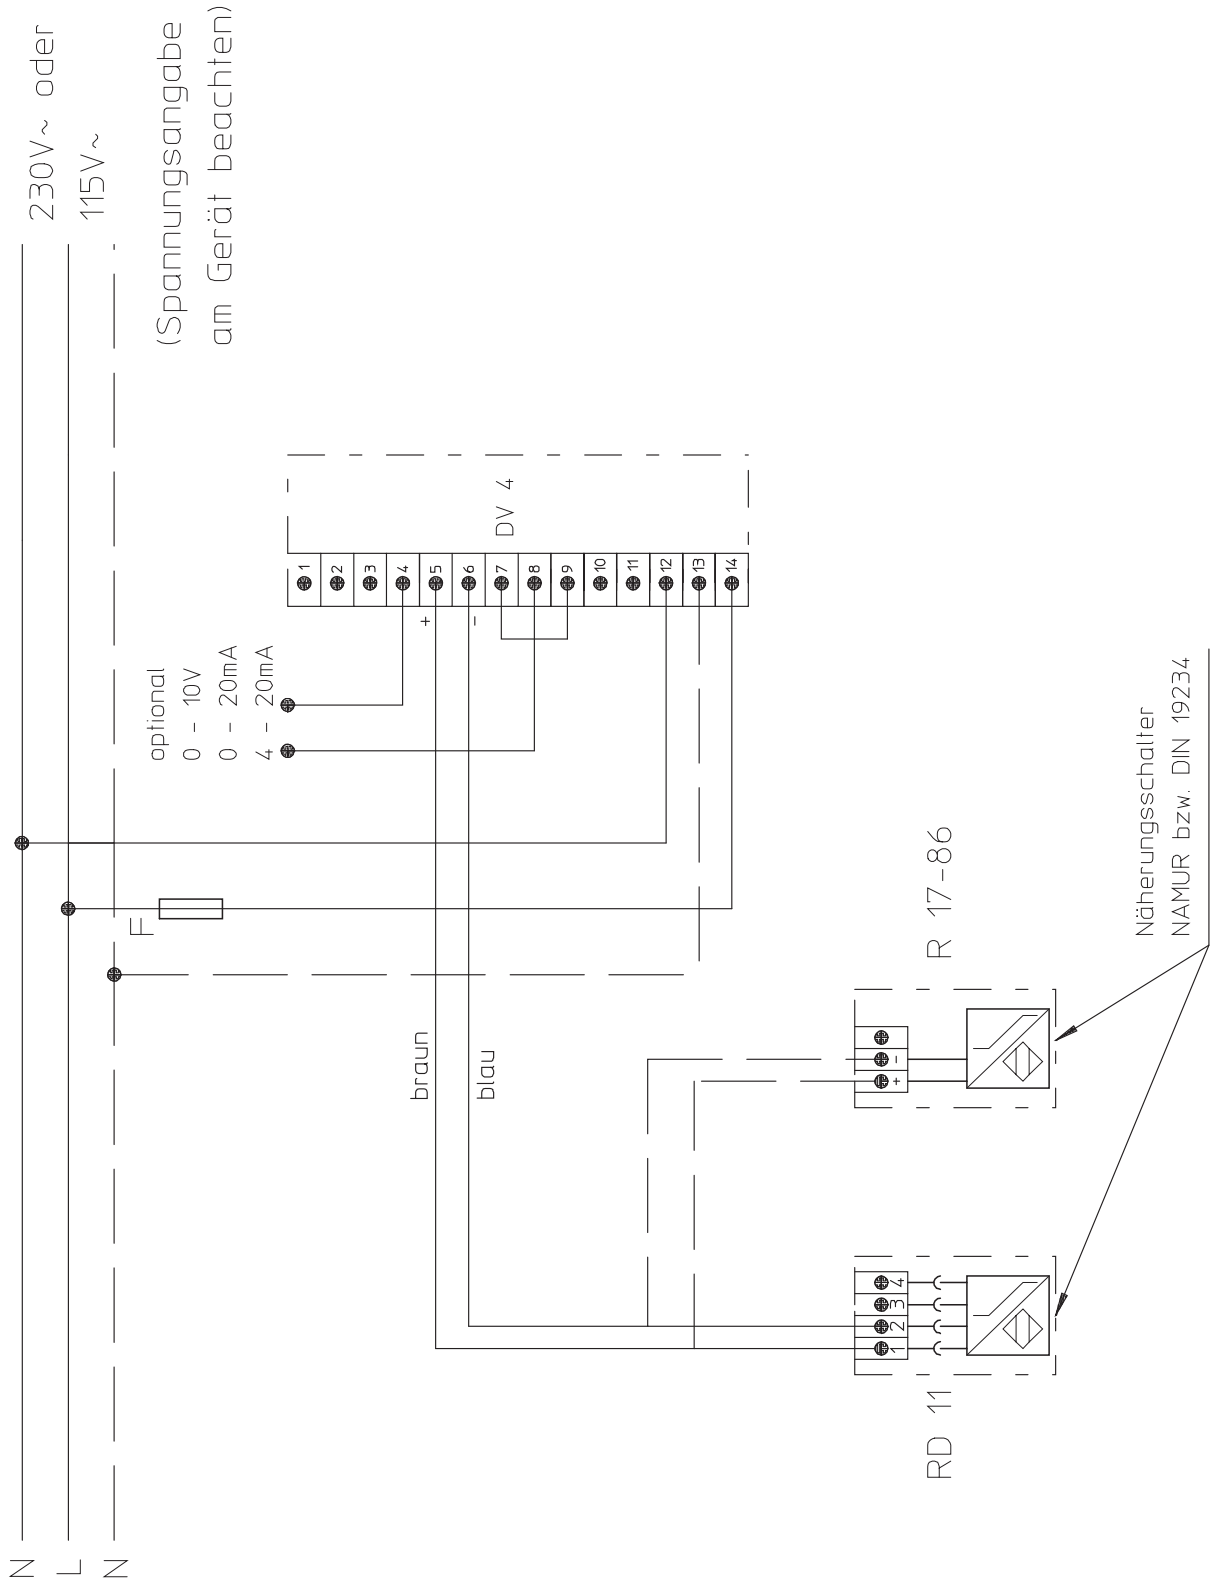 N
L
N
230V~ oder
115V~
(Spannungsangabe
am Gerät beachten)
F
optional
0 - 10V
0 - 20mA
4 - 20mA
+
-
1
2
3
4
5
6
7
8
9
10
11
12
13
14
DV 4
braun
blau
RD 11
1
2
3
4
R 17-86
+
-
Näherungsschalter
NAMUR bzw. DIN 19234